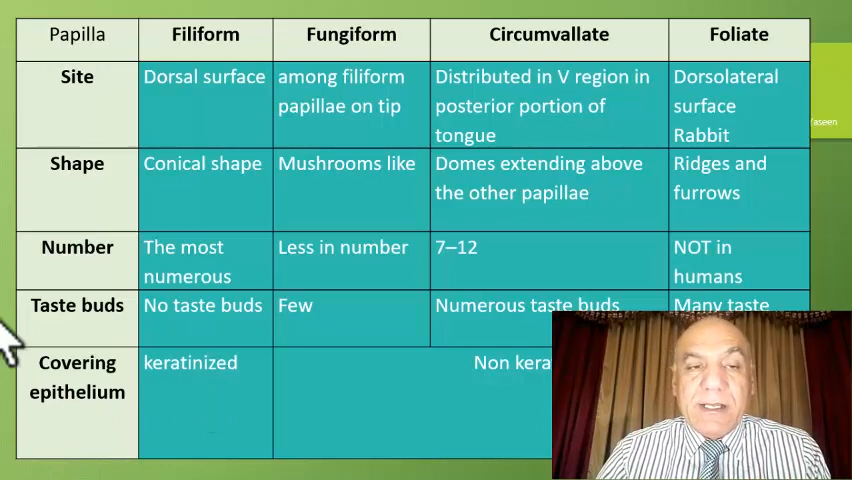 Papilla Filiform Fungiform Circumvallate Foliate
Site Dorsal surface among filiform Distributed in V region in Dorsolateral
papillae on tip posterior portion of surface
tongue Rabbit
Shape Conical shape Mushrooms like Domes extending above Ridges and
the other papillae furrows
Number The most Less in number 7–12 NOT in
numerous humans
Taste buds No taste buds Few Numerous taste buds Many taste
Covering keratinized Non
epithelium